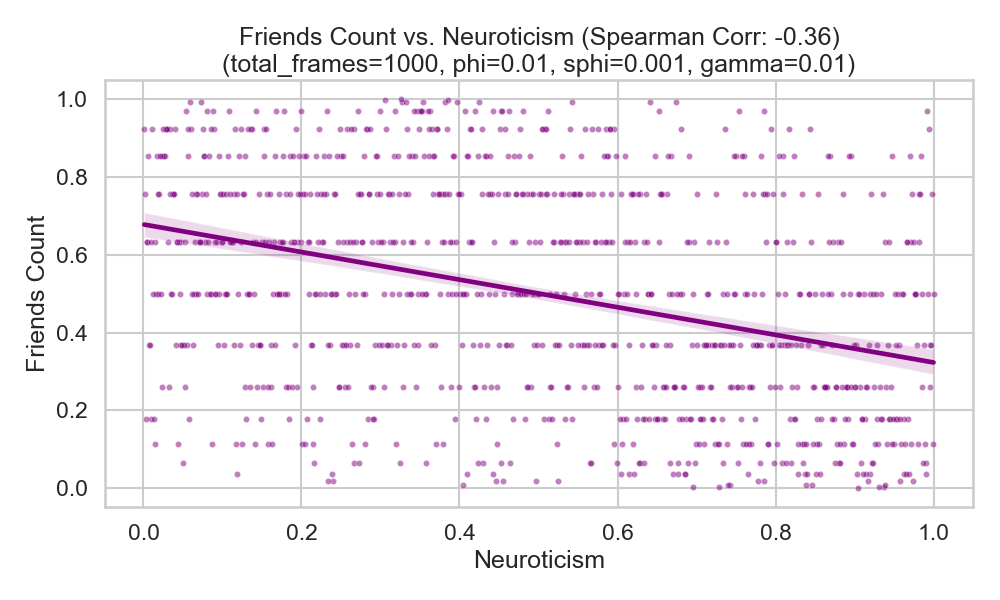 Friends Count vs. Neuroticism (Spearman Corr: -0.36)
(total_frames=1000, phi=0.01, sphi=0.001, gamma=0.01)
Friends Count
1.0
0.8
0.6
0.4
0.2
0.0
0.0 0.2 0.4 0.6 0.8 1.0
Neuroticism